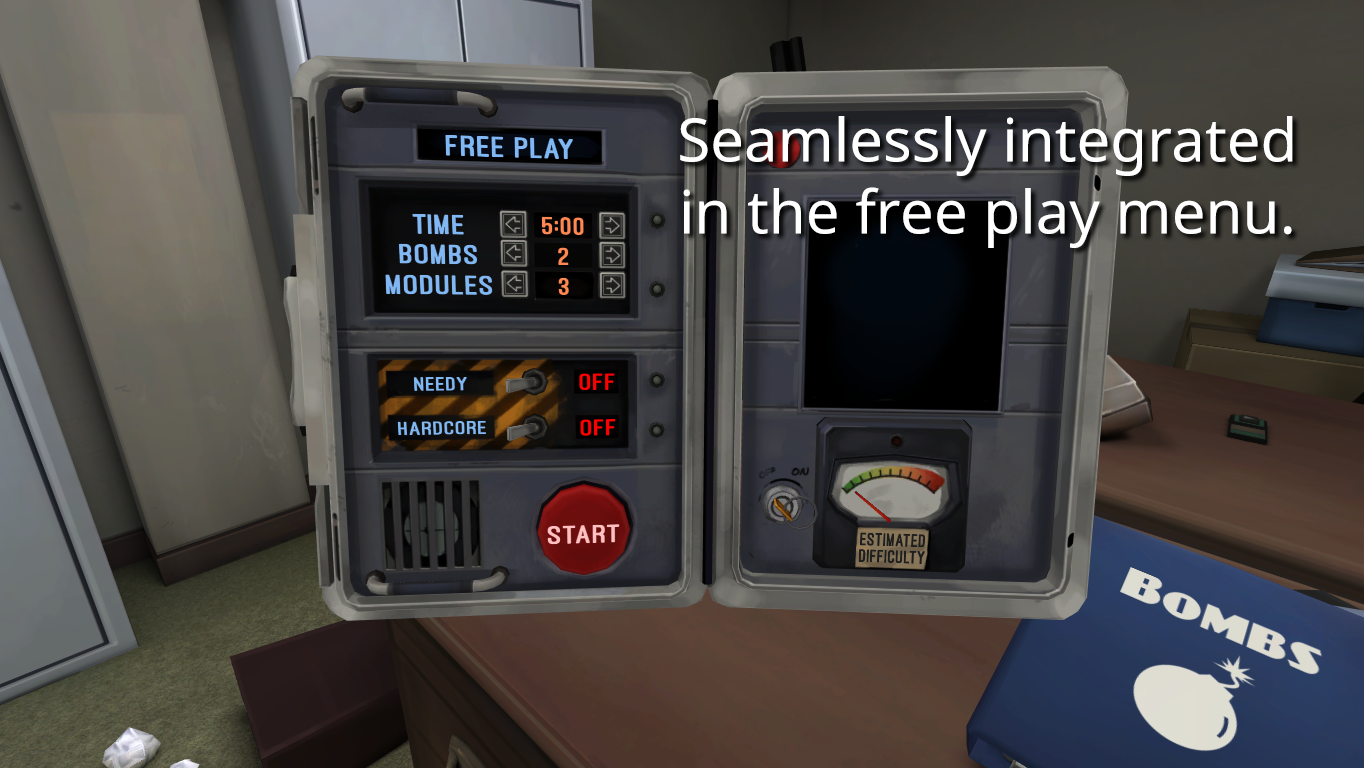 Seamlessly integrated
in the free play menu.
FREE PLAY
TIME 5:00
BOMBS 2
MODULES 3
NEEDY OFF
HARDCORE OFF
START
OFF ON
ESTIMATED
DIFFICULTY
BOMBS